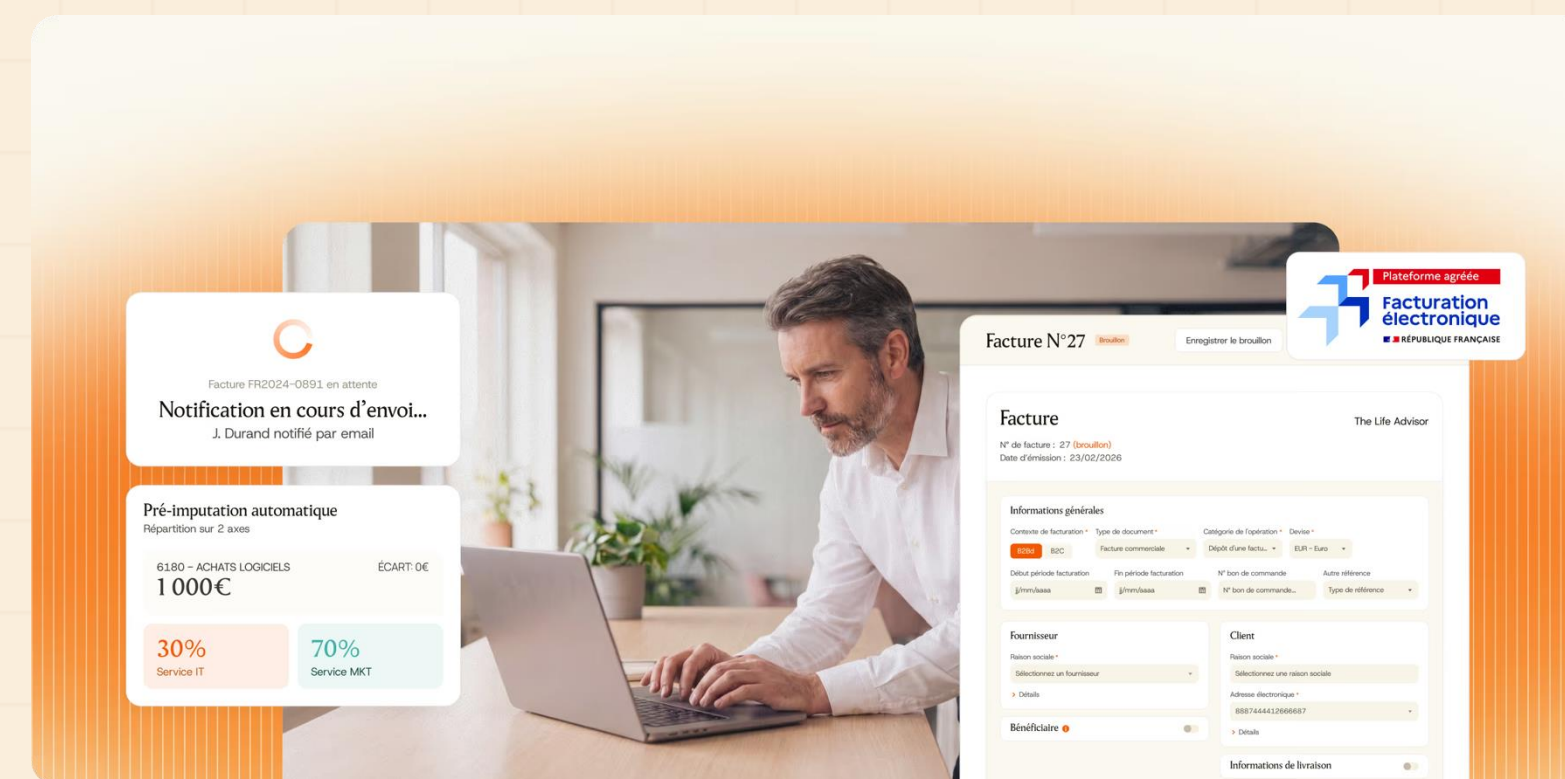 Facture FR2024-0891 en attente
Notification en cours d’envoi...
J. Durand notifié par email
Pré-imputation automatique
Répartition sur 2 axes
6180 – ACHATS LOGICIELS ÉCART: 0€
1 000€
30% 70%
Service IT Service MKT
Plateforme agréée
Facturation
électronique
RÉPUBLIQUE FRANÇAISE
Facture N°27 Brouillon Enregistrer le brouillon
Facture The Life Advisor
N° de facture : 27 (brouillon)
Date d’émission : 23/02/2026
Informations générales
Contexte de facturation * Type de document * Catégorie de l'opération * Devise *
B2Bd B2C Facture commerciale Dépôt d'une factu... EUR - Euro
Début période facturation Fin période facturation N° bon de commande Autre référence
jj/mm/aaaa jj/mm/aaaa N° bon de commande... Type de référence
Fournisseur Client
Raison sociale * Raison sociale *
Sélectionnez un fournisseur Sélectionnez une raison sociale
> Détails Adresse électronique *
8887444412666687
Bénéficiaire > Détails
Informations de livraison